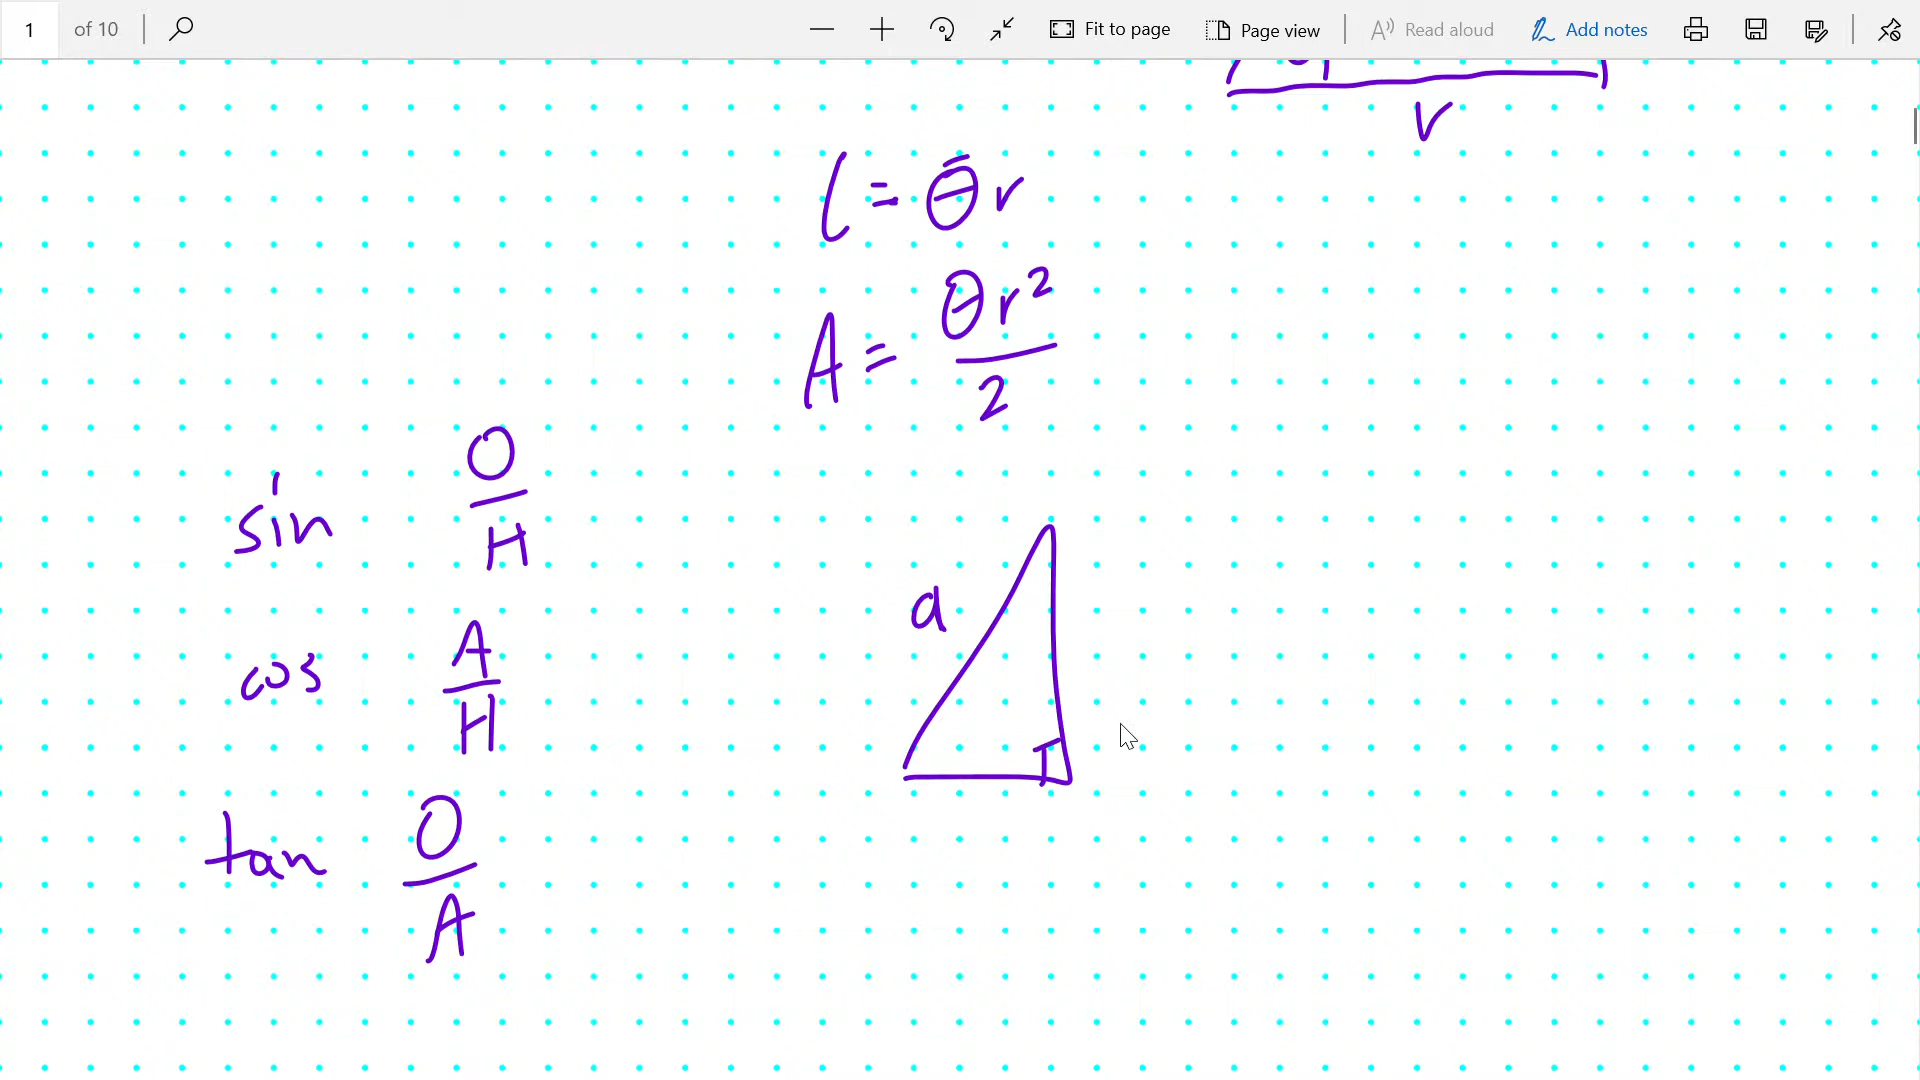 1 of 10 Fit to page Page view Read aloud Add notes
r
l = θr
A = θr²/2
sin O/H
cos A/H
tan O/A
a